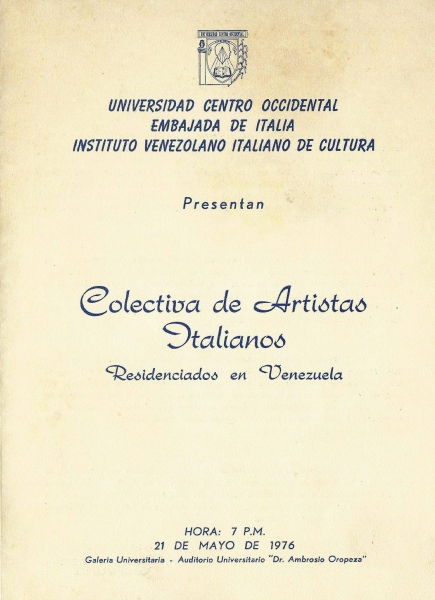 UNIVERSIDAD CENTRO OCCIDENTAL
EMBAJADA DE ITALIA
INSTITUTO VENEZOLANO ITALIANO DE CULTURA
Presentan
Colectiva de Artistas
Italianos
Residenciados en Venezuela
HORA: 7 P.M.
21 DE MAYO DE 1976
Galería Universitaria - Auditorio Universitario "Dr. Ambrosio Oropeza"